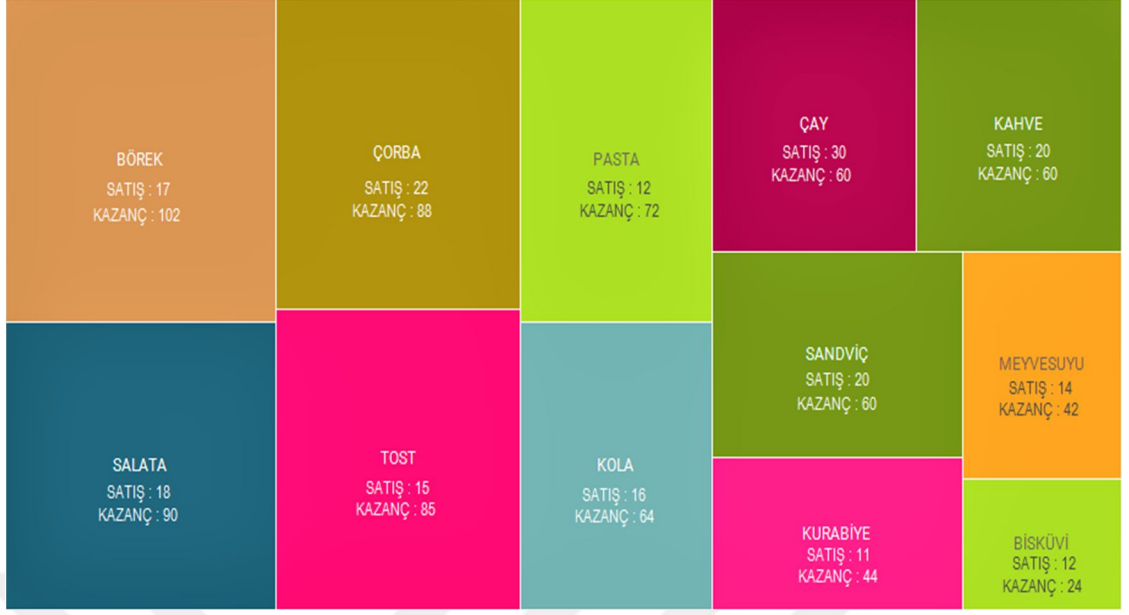 BÖREK
SATIŞ : 17
KAZANÇ : 102
ÇORBA
SATIŞ : 22
KAZANÇ : 88
PASTA
SATIŞ : 12
KAZANÇ : 72
ÇAY
SATIŞ : 30
KAZANÇ : 60
KAHVE
SATIŞ : 20
KAZANÇ : 60
SANDVİÇ
SATIŞ : 20
KAZANÇ : 60
MEYVESUYU
SATIŞ : 14
KAZANÇ : 42
SALATA
SATIŞ : 18
KAZANÇ : 90
TOST
SATIŞ : 15
KAZANÇ : 85
KOLA
SATIŞ : 16
KAZANÇ : 64
KURABİYE
SATIŞ : 11
KAZANÇ : 44
BİSKÜVİ
SATIŞ : 12
KAZANÇ : 24